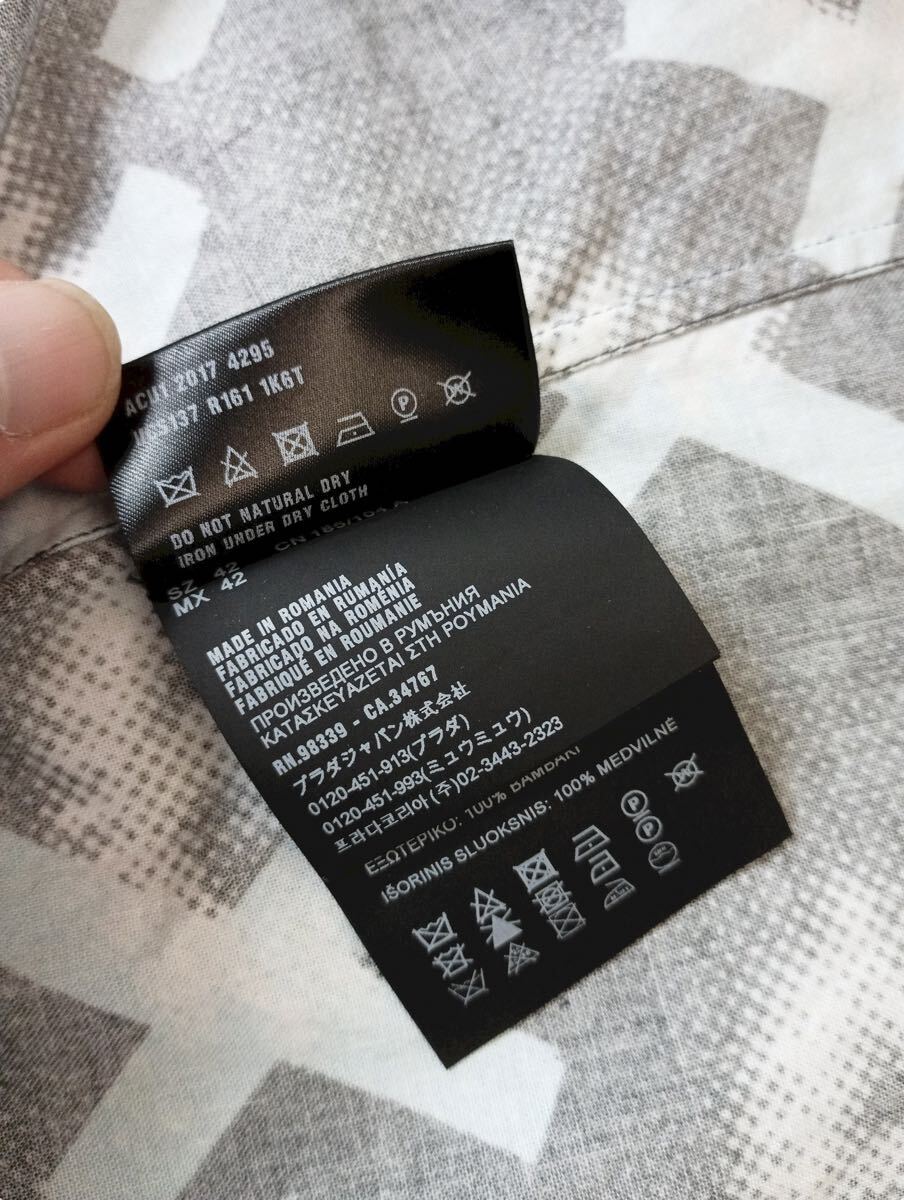 2017 4295
R161 1K6T
DO NOT NATURAL DRY
IRON UNDER DRY CLOTH
SZ 42
CN
MX 42
MADE IN ROMANIA
FABRICADO EN RUMANÍA
FABRICADO NA ROMÉNIA
FABRIQUÉ EN ROUMANIE
ПРОИЗВЕДЕНО В РУМЪНИЯ
ΚΑΤΑΣΚΕΥΑΖΕΤΑΙ ΣΤΗ ΡΟΥΜΑΝΙΑ
RN.98339 - CA.34767
プラダジャパン株式会社
0120-451-913(プラダ)
0120-451-993(ミュウミュウ)
프라다코리아(주)02-3443-2323
ΕΞΩΤΕΡΙΚΟ: 100% ΒΑΜΒΑΚΙ
IŠORINIS SLUOKSNIS: 100% MEDVILNĖ